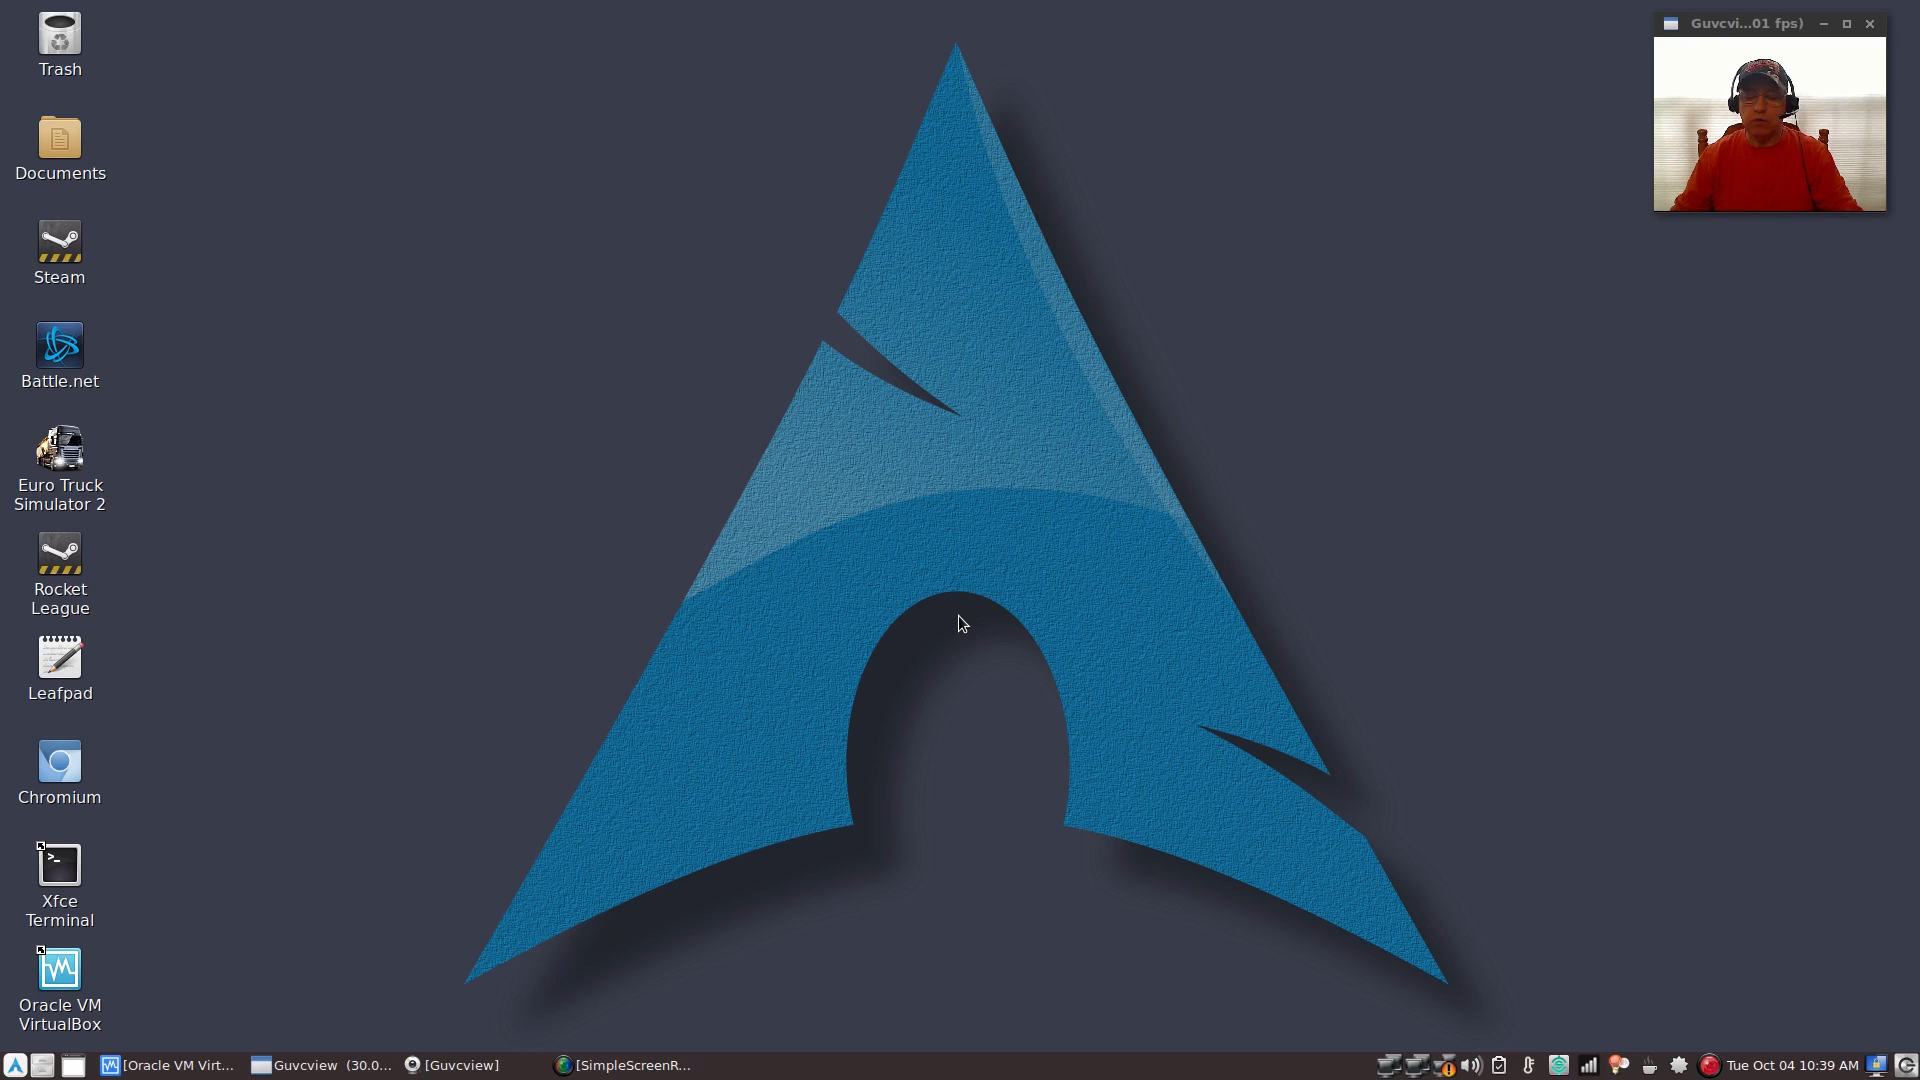 Trash
Documents
Steam
Battle.net
Euro Truck
Simulator 2
Rocket
League
Leafpad
Chromium
Xfce
Terminal
Oracle VM
VirtualBox
Guvcvi...01 fps)
[Oracle VM Virt...
Guvcview (30.0...
[Guvcview]
[SimpleScreenR...
Tue Oct 04 10:39 AM